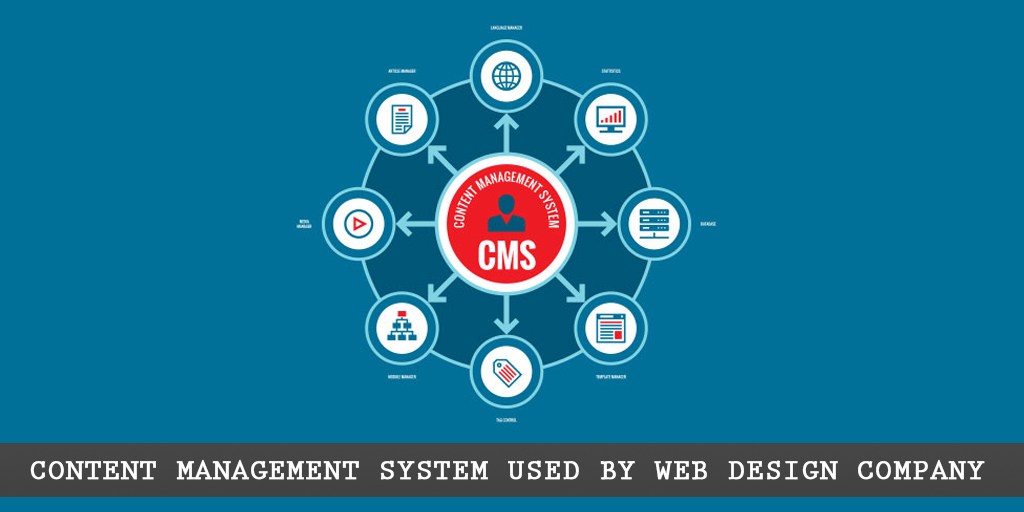 LANGUAGE MANAGER
ARTICLE MANAGER
STATISTICS
CONTENT MANAGEMENT SYSTEM
CMS
MEDIA
MANAGER
DATABASE
MODULE MANAGER
TEMPLATE MANAGER
TAG CONTROL
CONTENT MANAGEMENT SYSTEM USED BY WEB DESIGN COMPANY